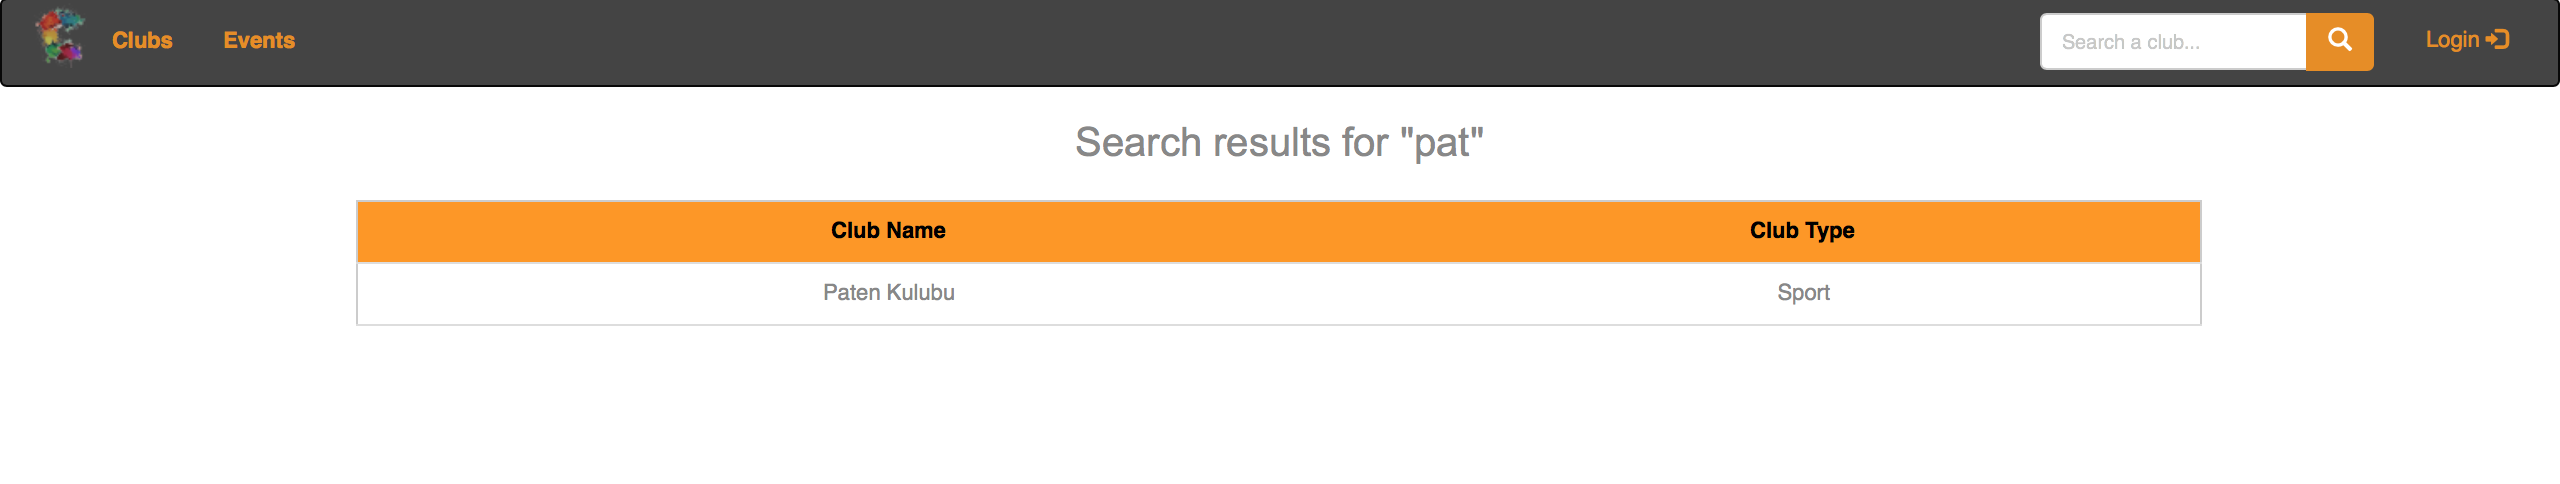 Clubs Events Search a club... Login
Search results for "pat"
Club Name Club Type
Paten Kulubu Sport